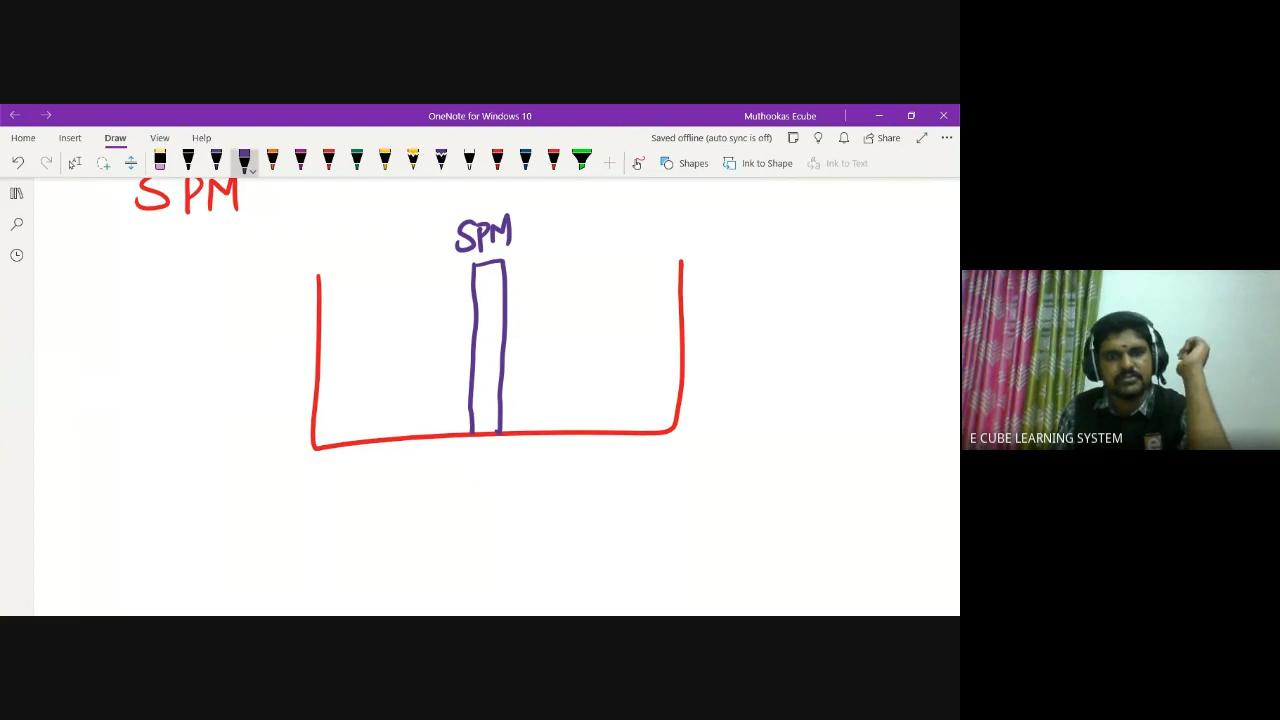 OneNote for Windows 10
Muthookas Ecube
Home Insert Draw View Help
Saved offline (auto sync is off)
Share
Shapes
Ink to Shape
Ink to Text
SPM
SPM
E CUBE LEARNING SYSTEM